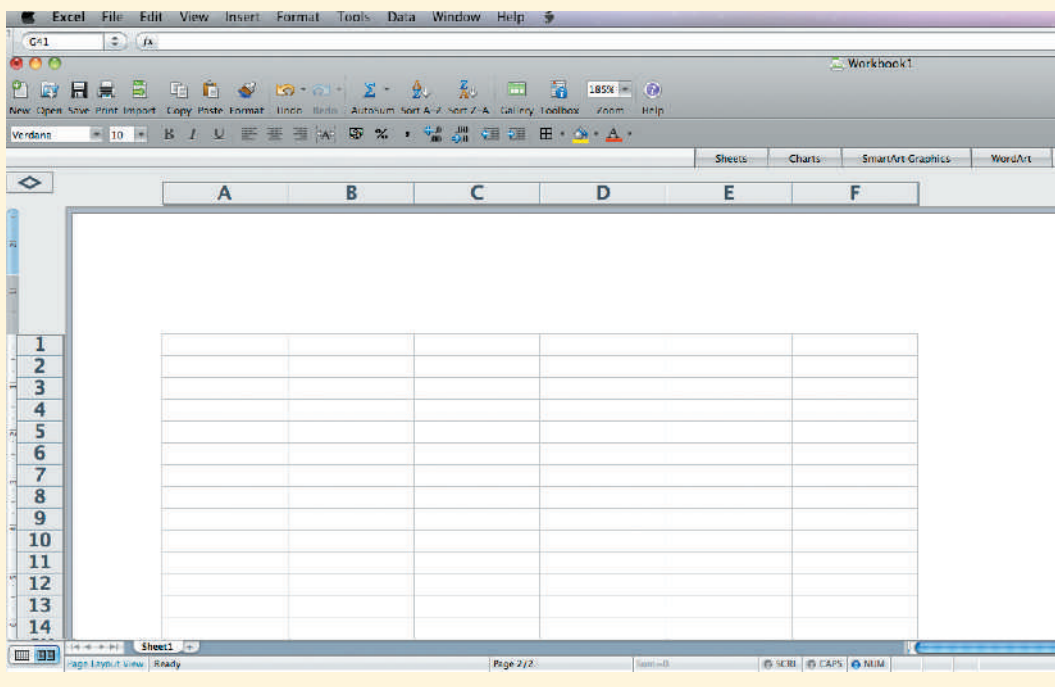 Excel File Edit View Insert Format Tools Data Window Help
G41 fx
Workbook1
New Open Save Print Import Copy Paste Format Undo Redo AutoSum Sort A-Z Sort Z-A Gallery Toolbox Zoom Help
185%
Verdana 10 B I U %
Sheets Charts SmartArt Graphics WordArt
A B C D E F
1
2
3
4
5
6
7
8
9
10
11
12
13
14
Sheet1
Page Layout View Ready Page 2/2 Sum=0 SCRL CAPS NUM